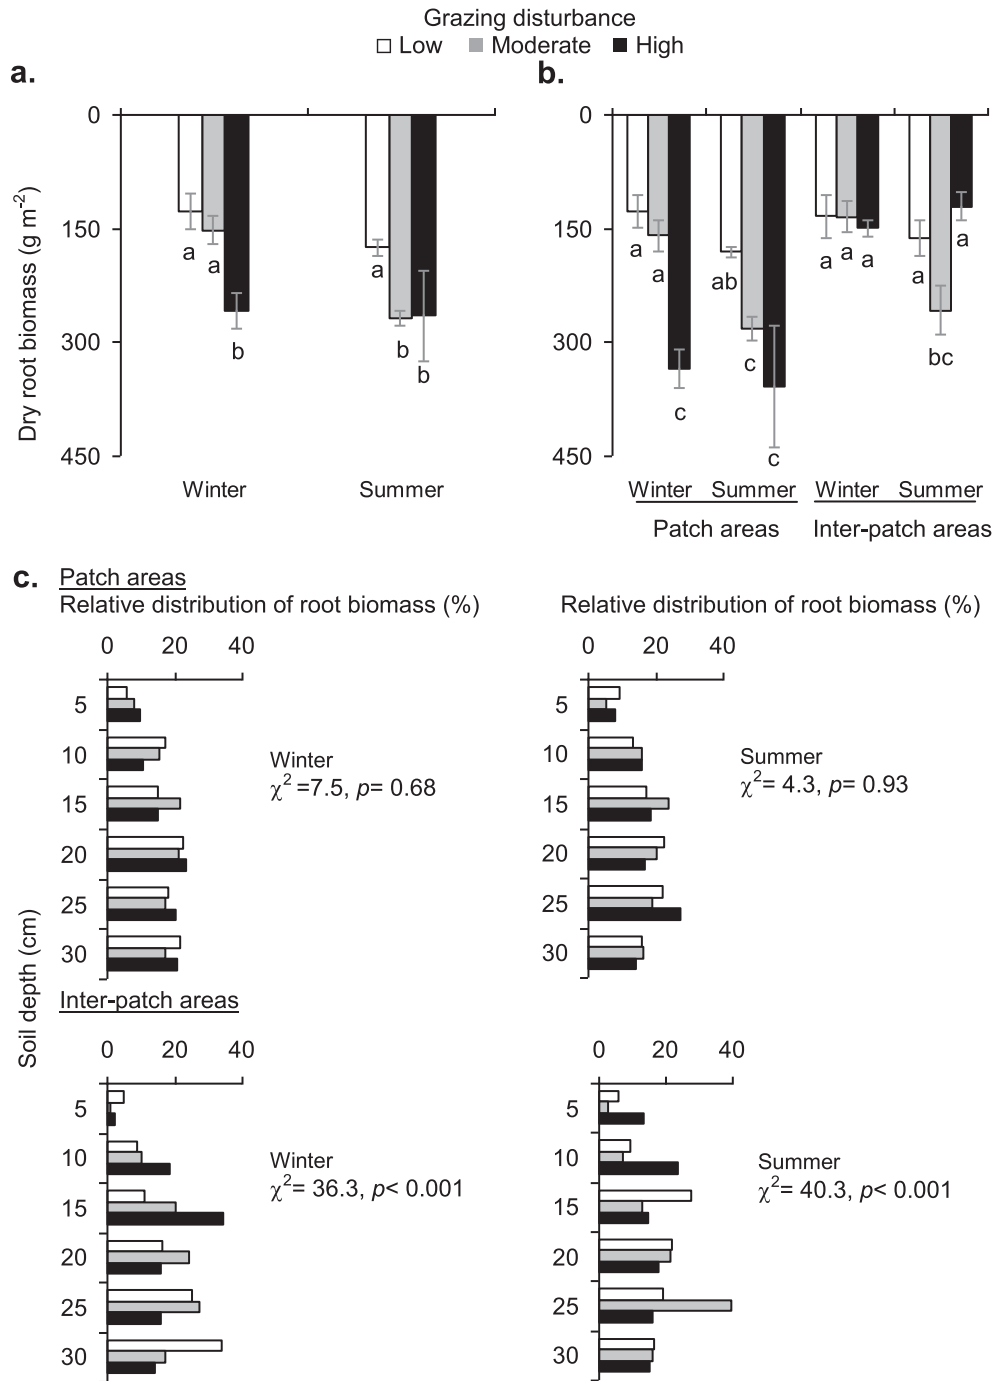 Grazing disturbance
Low Moderate High
a.
b.
Dry root biomass (g m-2)
0
150
300
450
a a b
a b b
Winter Summer
0
150
300
450
a a c
ab c c
a a a
a bc a
Winter Summer Winter Summer
Patch areas Inter-patch areas
c. Patch areas
Relative distribution of root biomass (%)
0 20 40
5
10
15
20
25
30
Winter
χ2 =7.5, p= 0.68
Relative distribution of root biomass (%)
0 20 40
5
10
15
20
25
30
Summer
χ2= 4.3, p= 0.93
Soil depth (cm)
Inter-patch areas
0 20 40
5
10
15
20
25
30
Winter
χ2= 36.3, p< 0.001
0 20 40
5
10
15
20
25
30
Summer
χ2= 40.3, p< 0.001